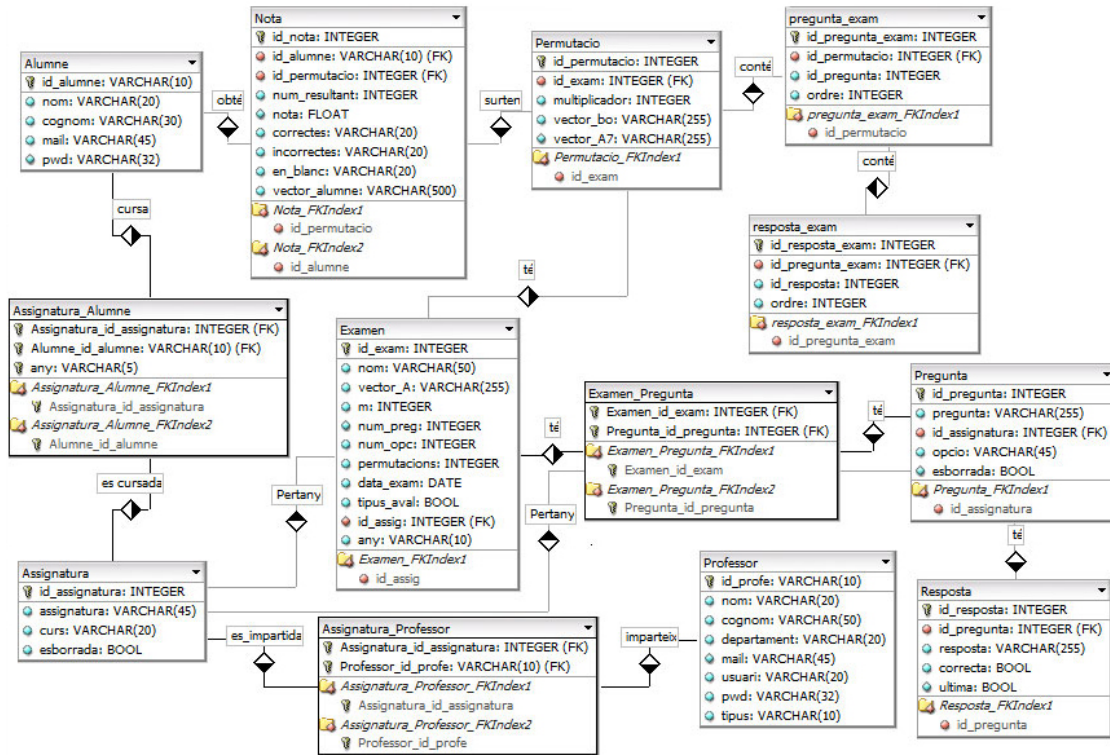 Nota
id_nota: INTEGER
id_alumne: VARCHAR(10) (FK)
id_permutacio: INTEGER (FK)
num_resultant: INTEGER
nota: FLOAT
correctes: VARCHAR(20)
incorrectes: VARCHAR(20)
en_blanc: VARCHAR(20)
vector_alumne: VARCHAR(500)
Nota_FKIndex1
id_permutacio
Nota_FKIndex2
id_alumne
pregunta_exam
id_pregunta_exam: INTEGER
id_permutacio: INTEGER (FK)
id_pregunta: INTEGER
ordre: INTEGER
pregunta_exam_FKIndex1
id_permutacio
Permutacio
id_permutacio: INTEGER
id_exam: INTEGER (FK)
multiplicador: INTEGER
vector_bo: VARCHAR(255)
vector_A7: VARCHAR(255)
Permutacio_FKIndex1
id_exam
Alumne
id_alumne: VARCHAR(10)
nom: VARCHAR(20)
cognom: VARCHAR(30)
mail: VARCHAR(45)
pwd: VARCHAR(32)
obté
surten
conté
conté
cursa
té
resposta_exam
id_resposta_exam: INTEGER
id_pregunta_exam: INTEGER (FK)
id_resposta: INTEGER
ordre: INTEGER
resposta_exam_FKIndex1
id_pregunta_exam
Assignatura_Alumne
Assignatura_id_assignatura: INTEGER (FK)
Alumne_id_alumne: VARCHAR(10) (FK)
any: VARCHAR(5)
Assignatura_Alumne_FKIndex1
Assignatura_id_assignatura
Assignatura_Alumne_FKIndex2
Alumne_id_alumne
Examen
id_exam: INTEGER
nom: VARCHAR(50)
vector_A: VARCHAR(255)
m: INTEGER
num_preg: INTEGER
num_opc: INTEGER
permutacions: INTEGER
data_exam: DATE
tipus_aval: BOOL
id_assig: INTEGER (FK)
any: VARCHAR(10)
Examen_FKIndex1
id_assig
Examen_Pregunta
Examen_id_exam: INTEGER (FK)
Pregunta_id_pregunta: INTEGER (FK)
Examen_Pregunta_FKIndex1
Examen_id_exam
Examen_Pregunta_FKIndex2
Pregunta_id_pregunta
Pregunta
id_pregunta: INTEGER
pregunta: VARCHAR(255)
id_assignatura: INTEGER (FK)
opcio: VARCHAR(45)
esborrada: BOOL
Pregunta_FKIndex1
id_assignatura
té
té
es cursada
Pertany
Pertany
té
Assignatura
id_assignatura: INTEGER
assignatura: VARCHAR(45)
curs: VARCHAR(20)
esborrada: BOOL
es_impartida
Assignatura_Professor
Assignatura_id_assignatura: INTEGER (FK)
Professor_id_profe: VARCHAR(10) (FK)
Assignatura_Professor_FKIndex1
Assignatura_id_assignatura
Assignatura_Professor_FKIndex2
Professor_id_profe
imparteix
Professor
id_profe: VARCHAR(10)
nom: VARCHAR(20)
cognom: VARCHAR(50)
departament: VARCHAR(20)
mail: VARCHAR(45)
usuari: VARCHAR(20)
pwd: VARCHAR(32)
tipus: VARCHAR(10)
Resposta
id_resposta: INTEGER
id_pregunta: INTEGER (FK)
resposta: VARCHAR(255)
correcta: BOOL
ultima: BOOL
Resposta_FKIndex1
id_pregunta